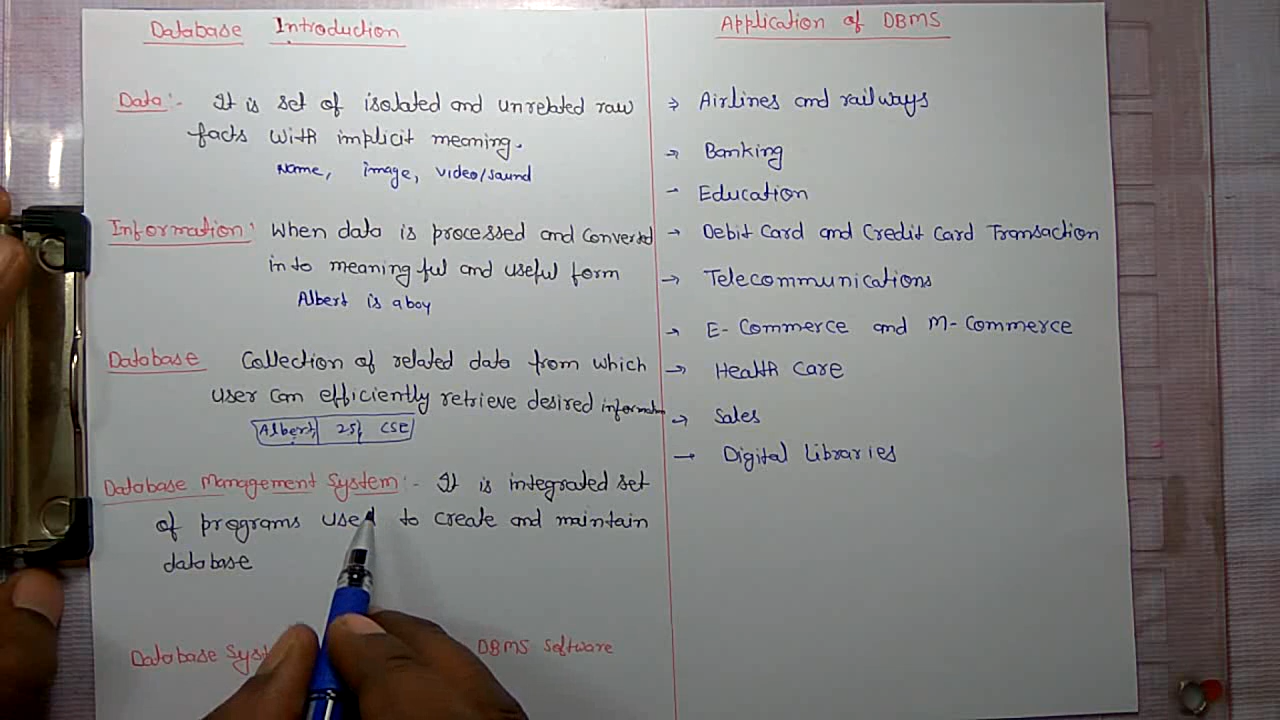 Database Introduction
Data:- It is set of isolated and unrelated raw
facts with implicit meaning.
Name, image, video/sound
Information: When data is processed and converted
in to meaningful and useful form
Albert is a boy
Database Collection of related data from which
user can efficiently retrieve desired information
Albert, 25, CSE
Database Management System:- It is integrated set
of programs used to create and maintain
database
Database DBMS Software
Application of DBMS
→ Airlines and railways
→ Banking
- Education
→ Debit Card and Credit Card Transaction
→ Telecommunications
→ E-Commerce and M-Commerce
→ Health Care
→ Sales
→ Digital Libraries